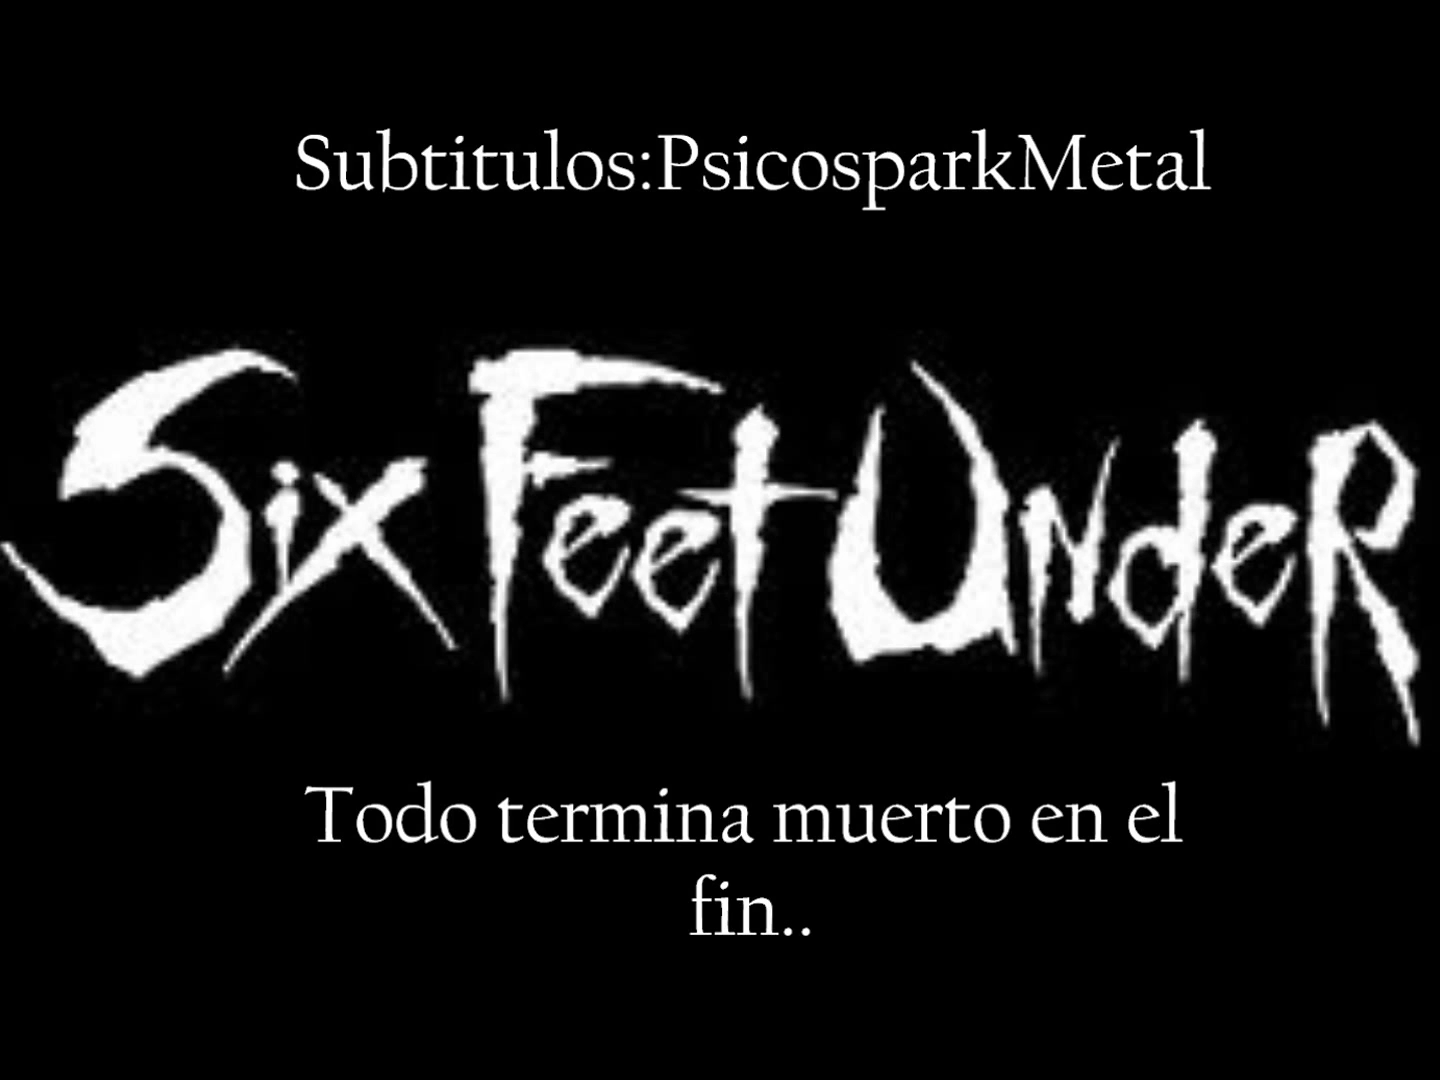 Subtitulos:PsicosparkMetal
Six Feet Under
Todo termina muerto en el
fin..